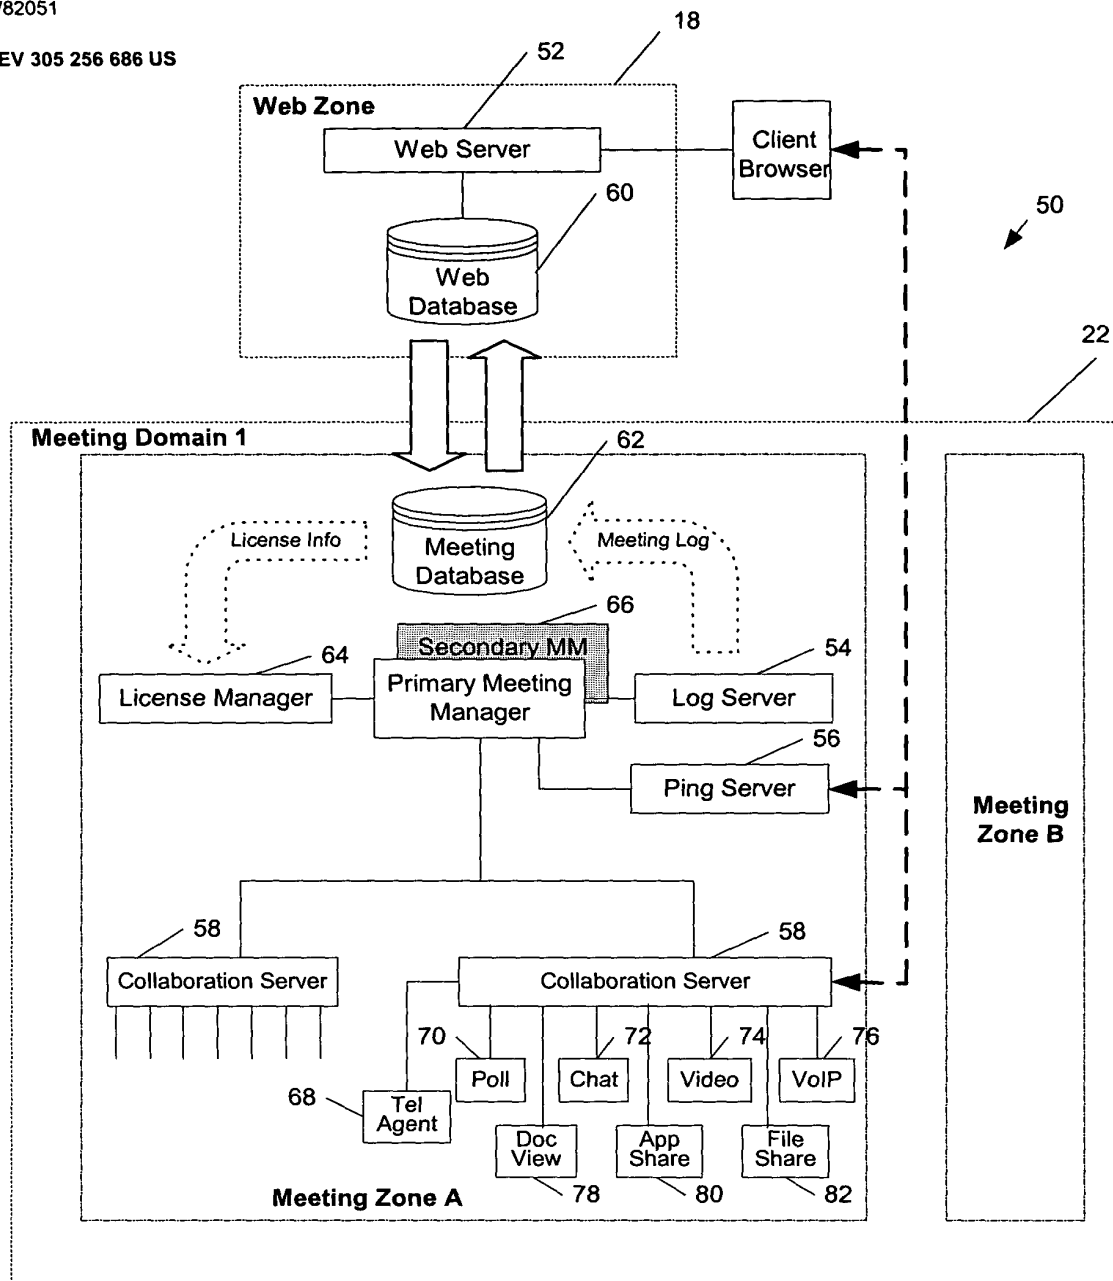 /82051
EV 305 256 686 US
18
52
Web Zone
Web Server
Client
Browser
60
50
Web
Database
22
Meeting Domain 1
62
License Info
Meeting
Database
Meeting Log
66
Secondary MM
64
54
License Manager
Primary Meeting
Manager
Log Server
56
Ping Server
Meeting
Zone B
58
58
Collaboration Server
Collaboration Server
70
72
74
76
Poll
Chat
Video
VoIP
68
Tel
Agent
Doc
View
App
Share
File
Share
78
80
82
Meeting Zone A